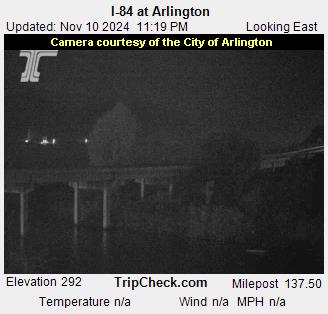 I-84 at Arlington
Updated: Nov 10 2024 11:19 PM Looking East
Camera courtesy of the City of Arlington
Elevation 292 TripCheck.com Milepost 137.50
Temperature n/a Wind n/a MPH n/a